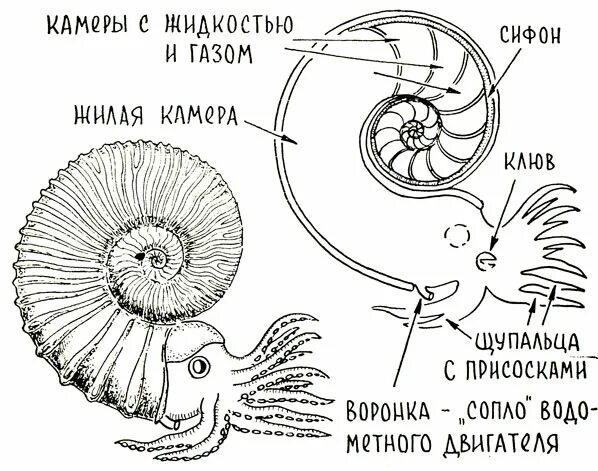 КАМЕРЫ С ЖИДКОСТЬЮ
И ГАЗОМ
СИФОН
ЖИЛАЯ КАМЕРА
КЛЮВ
ЩУПАЛЬЦА
С ПРИСОСКАМИ
ВОРОНКА - „СОПЛО" ВОДО-
МЕТНОГО ДВИГАТЕЛЯ